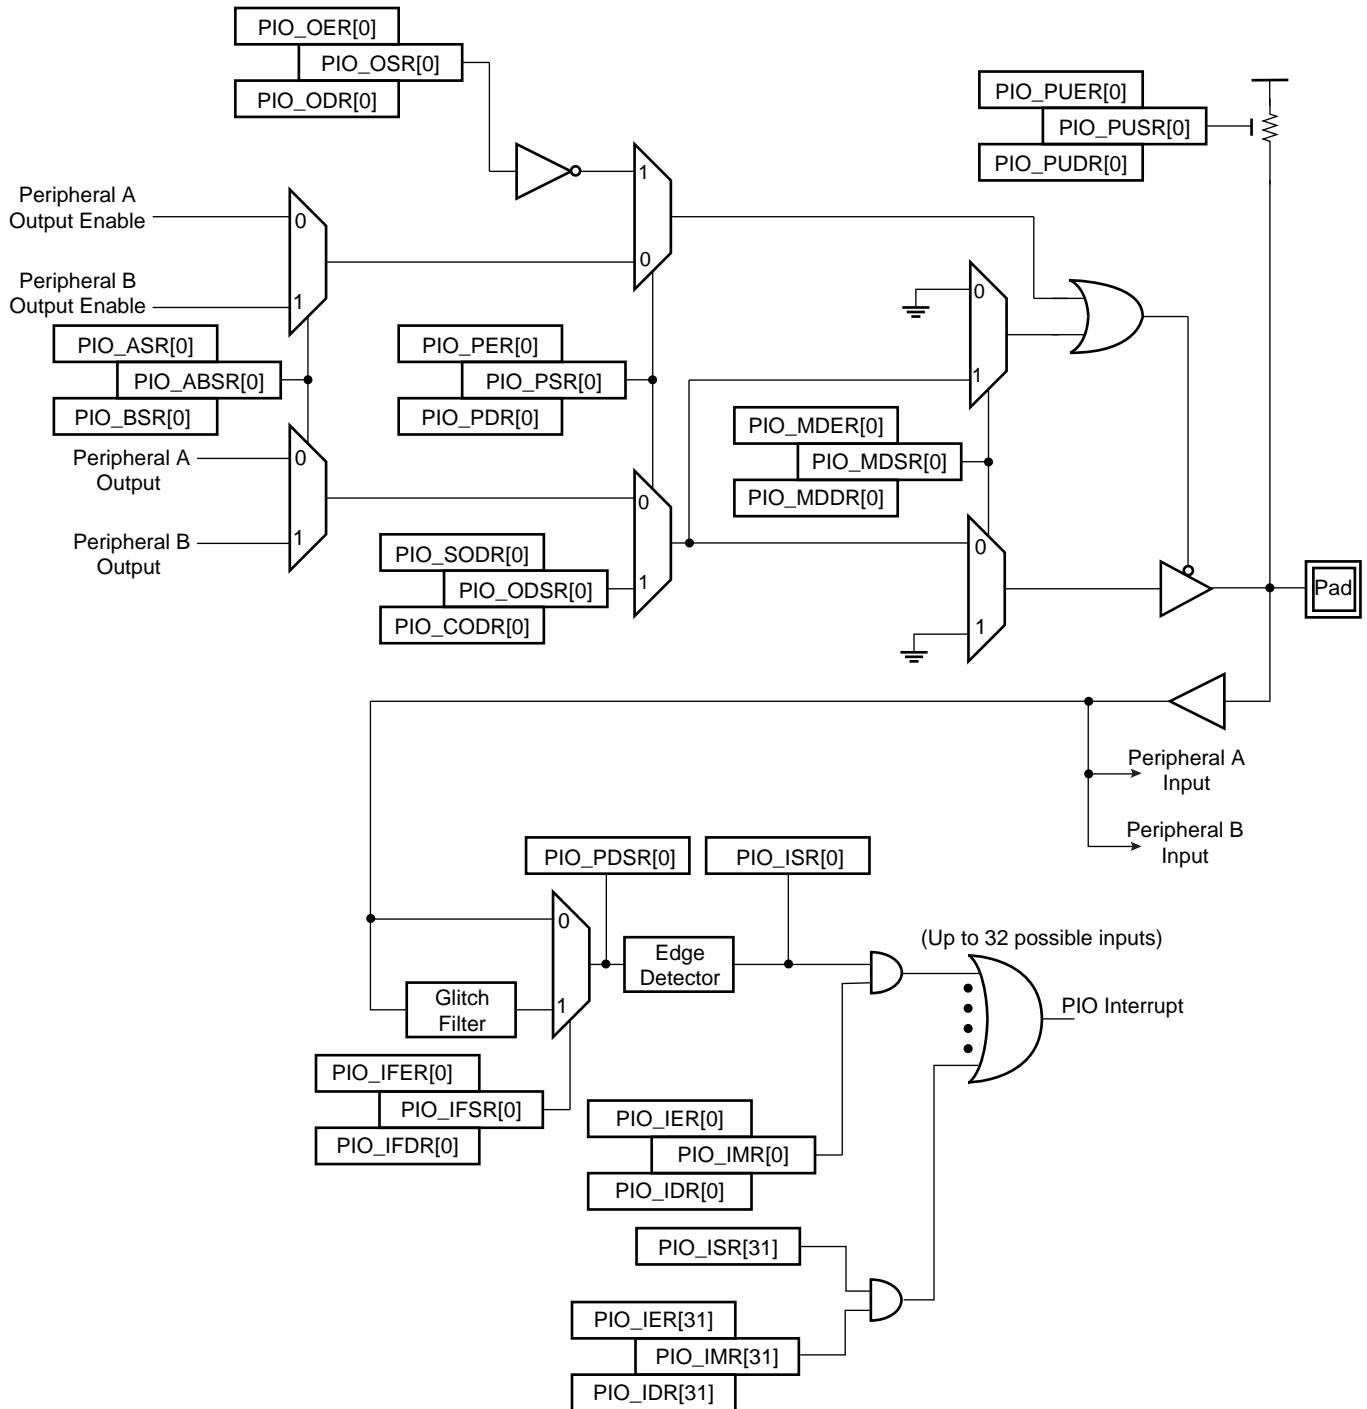 PIO_OER[0]
PIO_OSR[0]
PIO_ODR[0]
PIO_PUER[0]
PIO_PUSR[0]
PIO_PUDR[0]
1
Peripheral A
Output Enable
0
0
Peripheral B
Output Enable
1
0
PIO_ASR[0]
PIO_ABSR[0]
PIO_BSR[0]
PIO_PER[0]
PIO_PSR[0]
PIO_PDR[0]
1
PIO_MDER[0]
PIO_MDSR[0]
PIO_MDDR[0]
Peripheral A
Output
0
0
Peripheral B
Output
1
PIO_SODR[0]
PIO_ODSR[0]
PIO_CODR[0]
1
0
1
Pad
Peripheral A
Input
Peripheral B
Input
PIO_PDSR[0]
PIO_ISR[0]
0
Edge
Detector
(Up to 32 possible inputs)
Glitch
Filter
1
PIO Interrupt
PIO_IFER[0]
PIO_IFSR[0]
PIO_IFDR[0]
PIO_IER[0]
PIO_IMR[0]
PIO_IDR[0]
PIO_ISR[31]
PIO_IER[31]
PIO_IMR[31]
PIO_IDR[31]